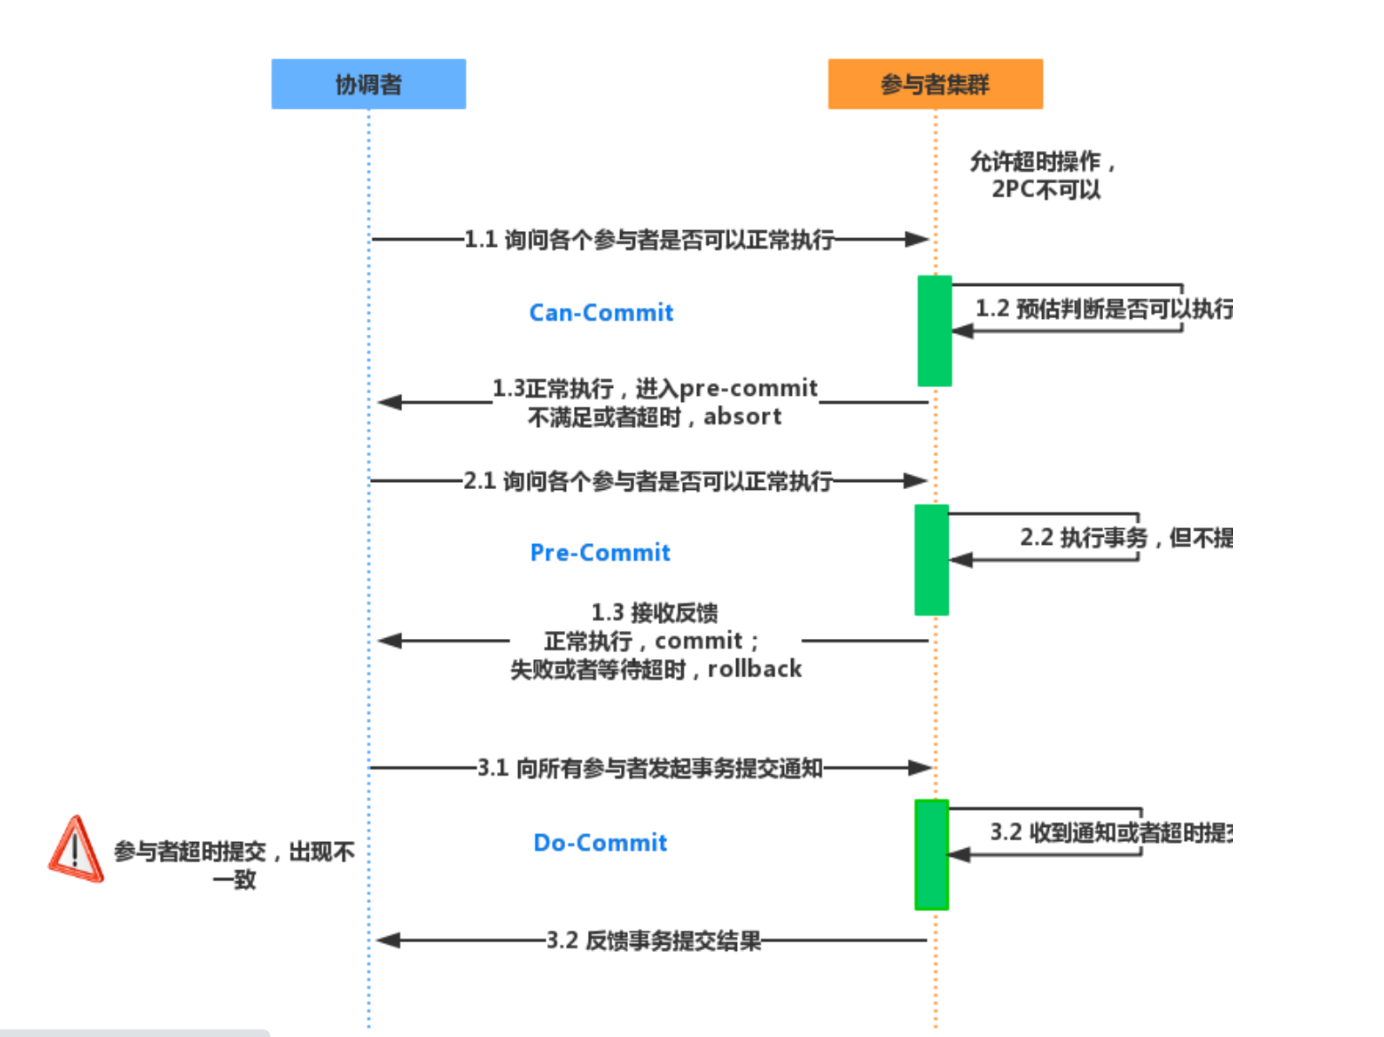 协调者
参与者集群
允许超时操作，
2PC不可以
1.1 询问各个参与者是否可以正常执行
Can-Commit
1.2 预估判断是否可以执行
1.3正常执行，进入pre-commit
不满足或者超时，absort
2.1 询问各个参与者是否可以正常执行
Pre-Commit
2.2 执行事务，但不提
1.3 接收反馈
正常执行，commit；
失败或者等待超时，rollback
3.1 向所有参与者发起事务提交通知
参与者超时提交，出现不
一致
Do-Commit
3.2 收到通知或者超时提
3.2 反馈事务提交结果